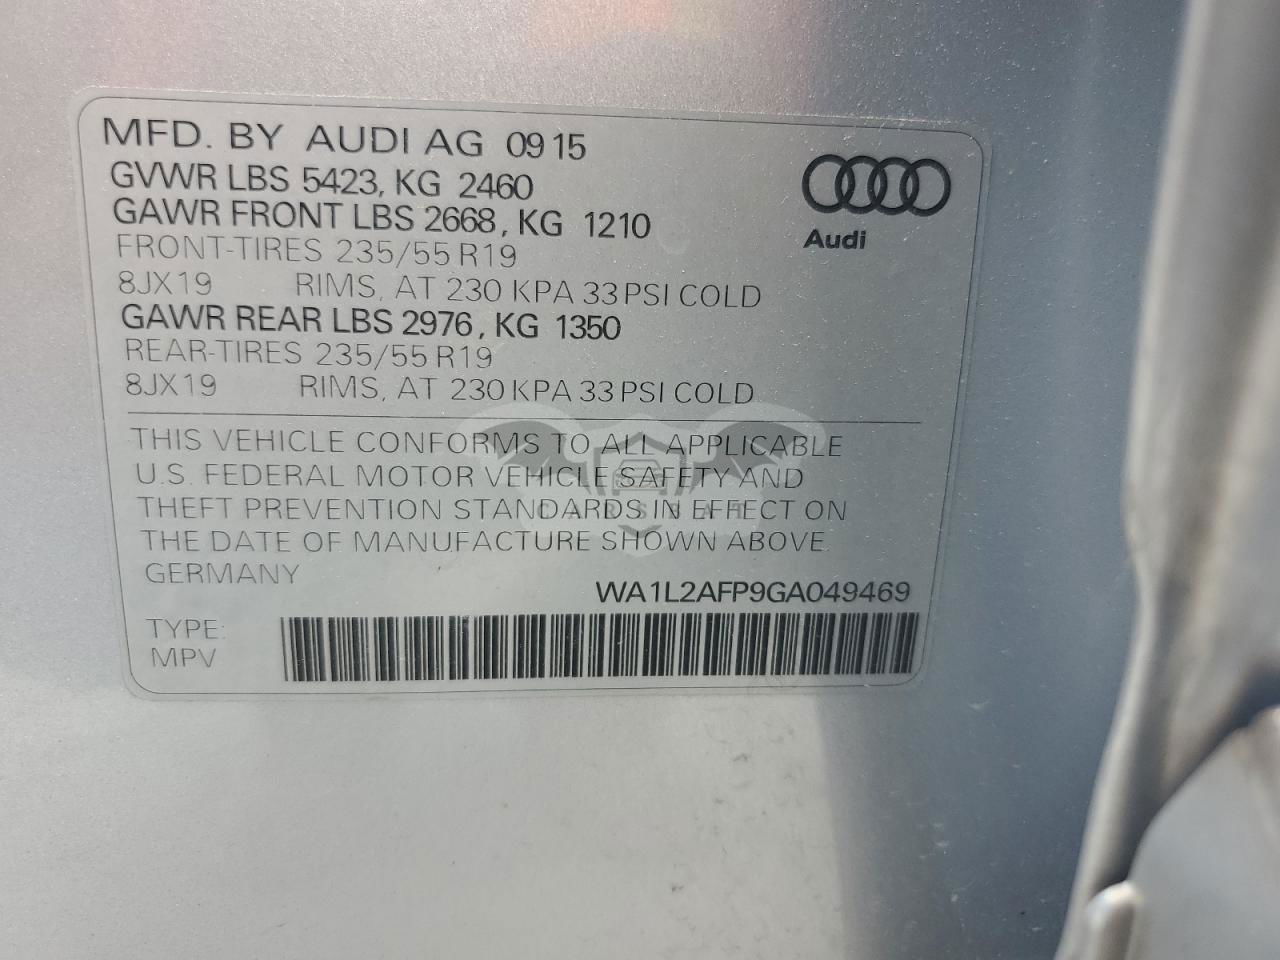 MFD. BY AUDI AG 09 15
GVWR LBS 5423, KG 2460
GAWR FRONT LBS 2668, KG 1210
FRONT-TIRES 235/55 R19
8JX19 RIMS, AT 230 KPA 33 PSI COLD
GAWR REAR LBS 2976, KG 1350
REAR-TIRES 235/55 R19
8JX19 RIMS, AT 230 KPA 33 PSI COLD
Audi
THIS VEHICLE CONFORMS TO ALL APPLICABLE
U.S. FEDERAL MOTOR VEHICLE SAFETY AND
THEFT PREVENTION STANDARDS IN EFFECT ON
THE DATE OF MANUFACTURE SHOWN ABOVE.
CARSBAT
GERMANY
WA1L2AFP9GA049469
TYPE:
MPV